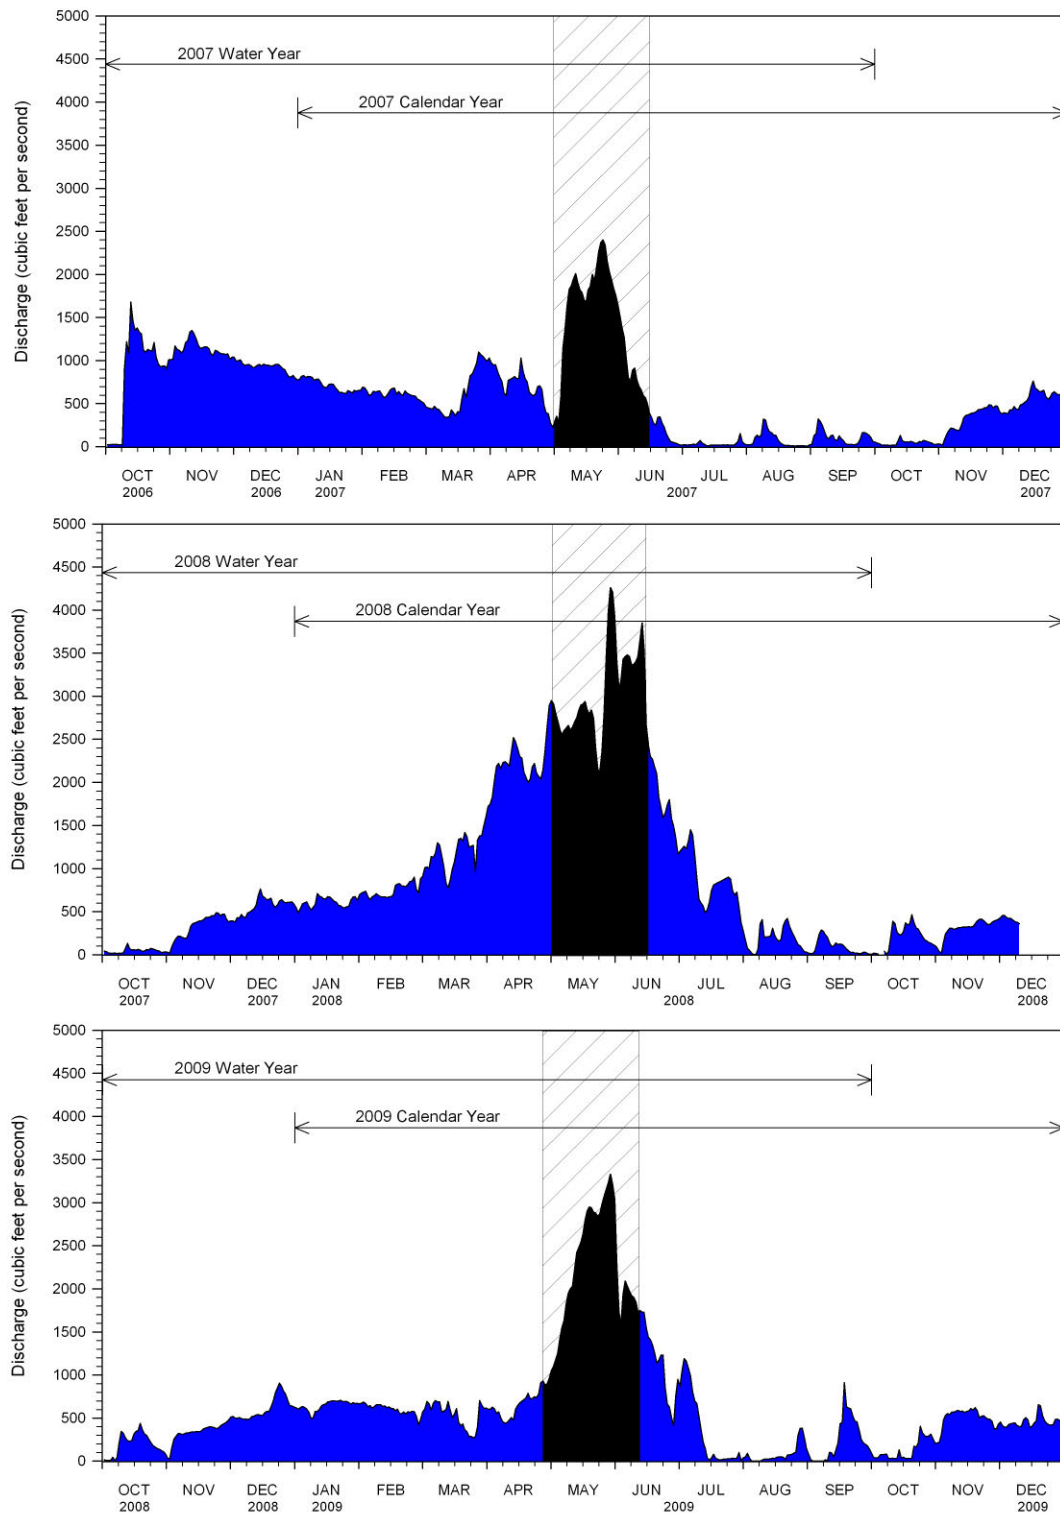 5000
4500
4000
3500
3000
2500
2000
1500
1000
500
0
Discharge (cubic feet per second)
2007 Water Year
2007 Calendar Year
OCT NOV DEC JAN FEB MAR APR MAY JUN JUL AUG SEP OCT NOV DEC
2006 2006 2007 2007 2007
5000
4500
4000
3500
3000
2500
2000
1500
1000
500
0
Discharge (cubic feet per second)
2008 Water Year
2008 Calendar Year
OCT NOV DEC JAN FEB MAR APR MAY JUN JUL AUG SEP OCT NOV DEC
2007 2007 2008 2008 2008
5000
4500
4000
3500
3000
2500
2000
1500
1000
500
0
Discharge (cubic feet per second)
2009 Water Year
2009 Calendar Year
OCT NOV DEC JAN FEB MAR APR MAY JUN JUL AUG SEP OCT NOV DEC
2008 2008 2009 2009 2009